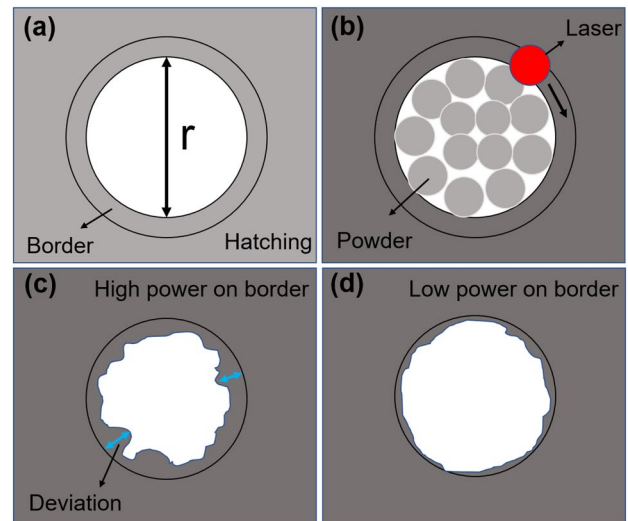 (a)
r
Border
Hatching
(b)
Laser
Powder
(c)
High power on border
Deviation
(d)
Low power on border